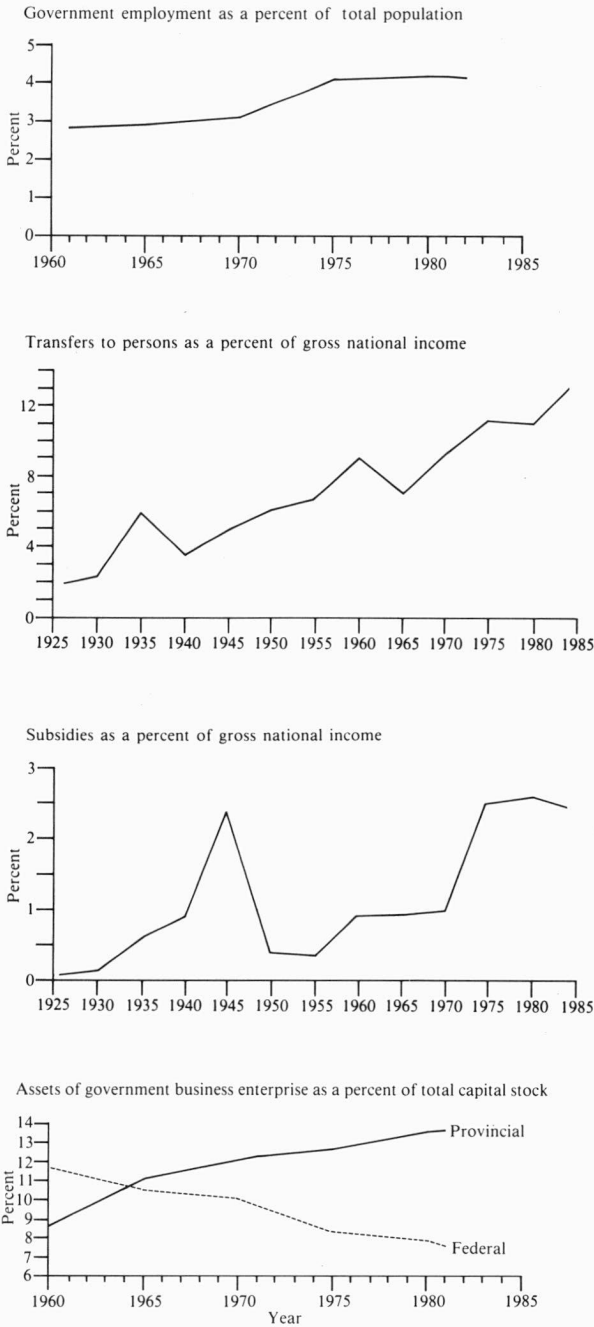 Government employment as a percent of total population
5
4
3
2
1
0
Percent
1960 1965 1970 1975 1980 1985
Transfers to persons as a percent of gross national income
12
8
4
0
Percent
1925 1930 1935 1940 1945 1950 1955 1960 1965 1970 1975 1980 1985
Subsidies as a percent of gross national income
3
2
1
0
Percent
1925 1930 1935 1940 1945 1950 1955 1960 1965 1970 1975 1980 1985
Assets of government business enterprise as a percent of total capital stock
14
13
12
11
10
9
8
7
6
Percent
Provincial
Federal
1960 1965 1970 1975 1980 1985
Year